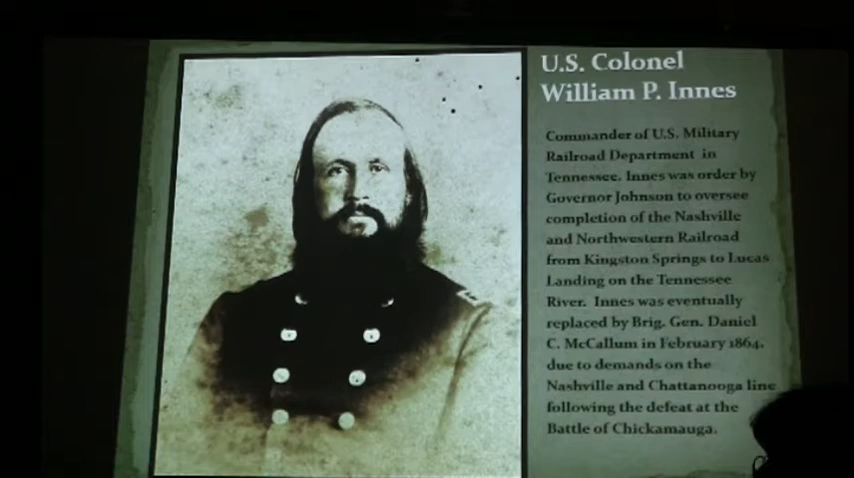 U.S. Colonel
William P. Innes
Commander of U.S. Military
Railroad Department in
Tennessee. Innes was order by
Governor Johnson to oversee
completion of the Nashville
and Northwestern Railroad
from Kingston Springs to Lucas
Landing on the Tennessee
River. Innes was eventually
replaced by Brig. Gen. Daniel
C. McCallum in February 1864,
due to demands on the
Nashville and Chattanooga line
following the defeat at the
Battle of Chickamauga.